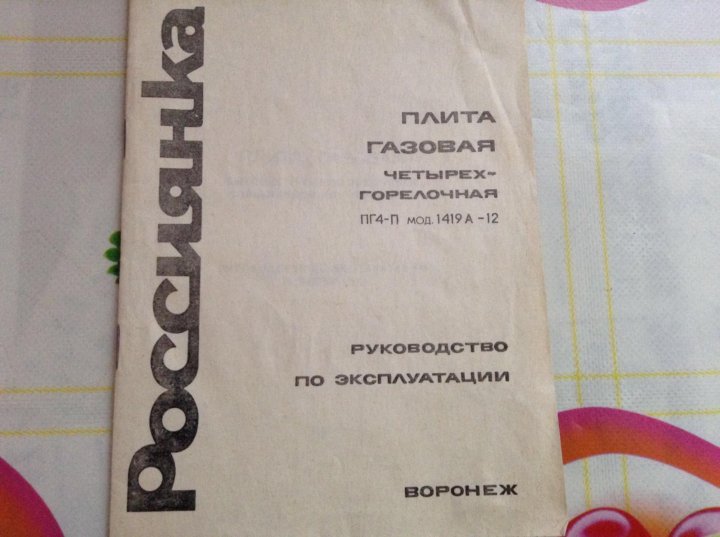 Россиянка
ПЛИТА
ГАЗОВАЯ
ЧЕТЫРЕХ-
ГОРЕЛОЧНАЯ
ПГ4-П МОД. 1419 А -12
РУКОВОДСТВО
ПО ЭКСПЛУАТАЦИИ
ВОРОНЕЖ